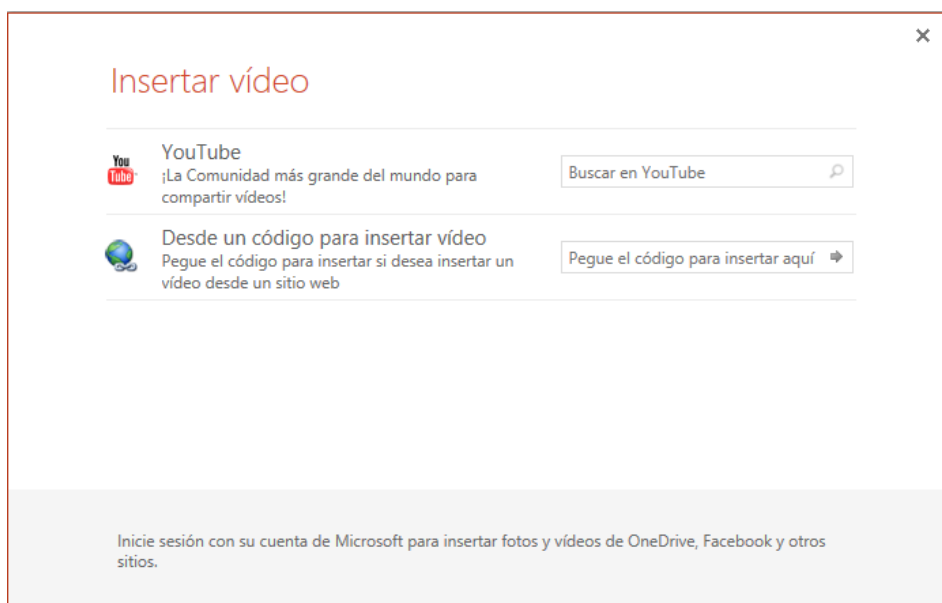 Insertar vídeo
You
Tube
YouTube
¡La Comunidad más grande del mundo para
compartir vídeos!
Buscar en YouTube
Desde un código para insertar vídeo
Pegue el código para insertar si desea insertar un
vídeo desde un sitio web
Pegue el código para insertar aquí
Inicie sesión con su cuenta de Microsoft para insertar fotos y vídeos de OneDrive, Facebook y otros
sitios.